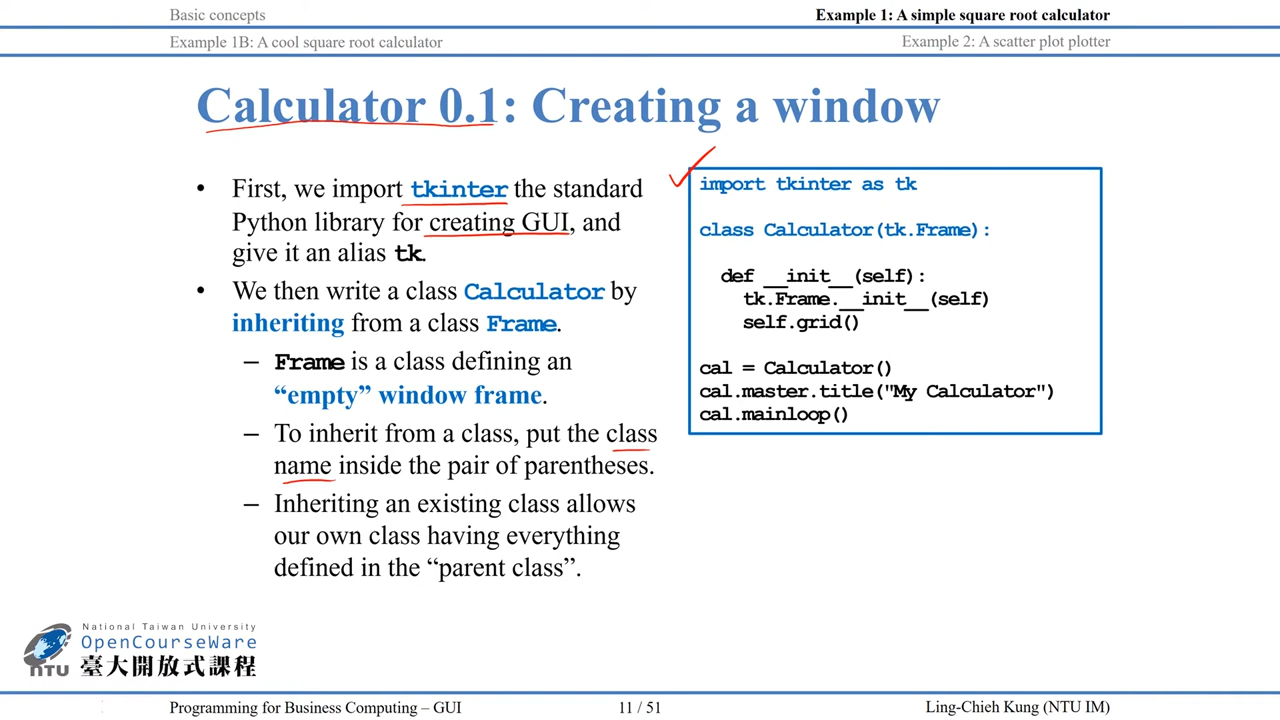 Basic concepts
Example 1: A simple square root calculator
Example 1B: A cool square root calculator
Example 2: A scatter plot plotter
Calculator 0.1: Creating a window
• First, we import tkinter the standard
Python library for creating GUI, and
give it an alias tk.
• We then write a class Calculator by
inheriting from a class Frame.
– Frame is a class defining an
“empty” window frame.
– To inherit from a class, put the class
name inside the pair of parentheses.
– Inheriting an existing class allows
our own class having everything
defined in the “parent class”.
import tkinter as tk
class Calculator(tk.Frame):
def __init__(self):
tk.Frame.__init__(self)
self.grid()
cal = Calculator()
cal.master.title("My Calculator")
cal.mainloop()
National Taiwan University
OpenCourseWare
NTU 臺大開放式課程
Programming for Business Computing – GUI
11 / 51
Ling-Chieh Kung (NTU IM)